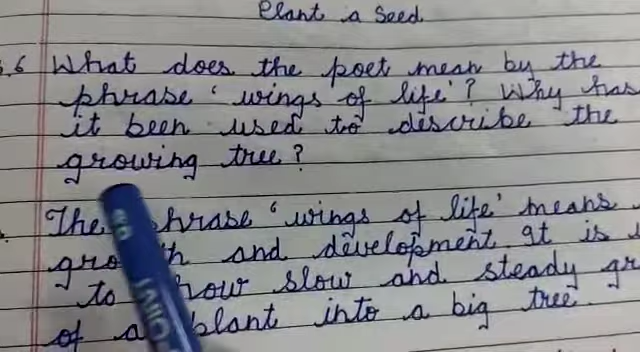 Plant a Seed
6 What does the poet mean by the
phrase 'wings of life'? Why has
it been used to describe the
growing tree?
The phrase 'wings of life' means
and development. It is
to how slow and steady
of a plant into a big tree.